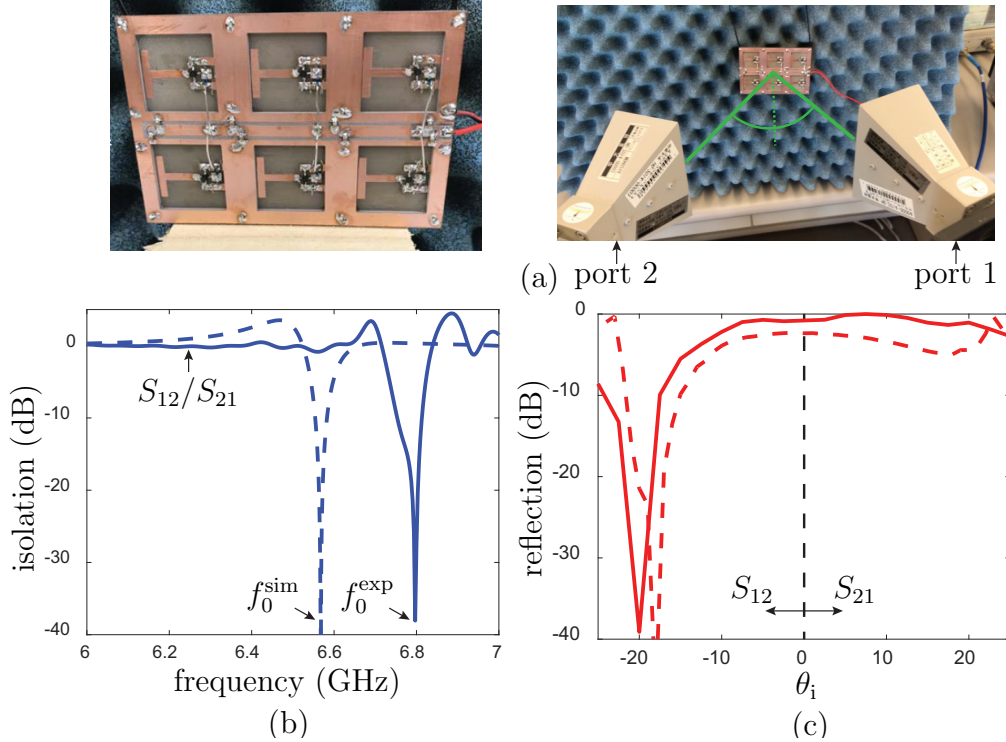 (a)
port 2
port 1
isolation (dB)
0
-10
-20
-30
-40
S₁₂/S₂₁
f₀ˢⁱᵐ
f₀ᵉˣᵖ
6
6.2
6.4
6.6
6.8
7
frequency (GHz)
(b)
reflection (dB)
0
-10
-20
-30
-40
S₁₂
S₂₁
-20
-10
0
10
20
θᵢ
(c)